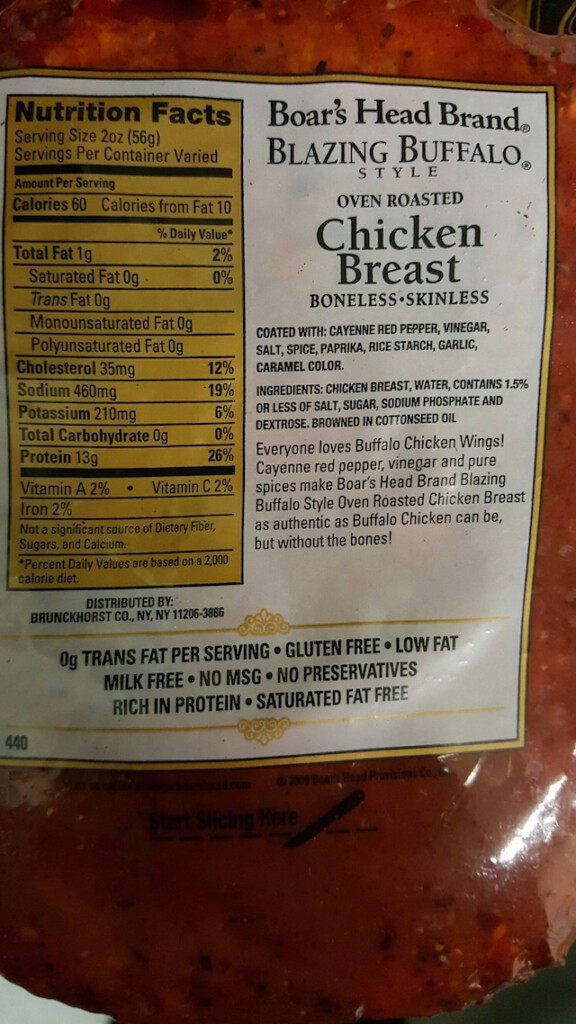 Nutrition Facts
Serving Size 2oz (56g)
Servings Per Container Varied
Amount Per Serving
Calories 60 Calories from Fat 10
% Daily Value*
Total Fat 1g 2%
Saturated Fat 0g 0%
Trans Fat 0g
Monounsaturated Fat 0g
Polyunsaturated Fat 0g
Cholesterol 35mg 12%
Sodium 460mg 19%
Potassium 210mg 6%
Total Carbohydrate 0g 0%
Protein 13g 26%
Vitamin A 2% • Vitamin C 2%
Iron 2%
Not a significant source of Dietary Fiber,
Sugars, and Calcium.
*Percent Daily Values are based on a 2,000
calorie diet.
DISTRIBUTED BY:
BRUNCKHORST CO., NY, NY 11206-3886
Boar's Head Brand®
BLAZING BUFFALO®
STYLE
OVEN ROASTED
Chicken
Breast
BONELESS•SKINLESS
COATED WITH: CAYENNE RED PEPPER, VINEGAR,
SALT, SPICE, PAPRIKA, RICE STARCH, GARLIC,
CARAMEL COLOR.
INGREDIENTS: CHICKEN BREAST, WATER, CONTAINS 1.5%
OR LESS OF SALT, SUGAR, SODIUM PHOSPHATE AND
DEXTROSE. BROWNED IN COTTONSEED OIL
Everyone loves Buffalo Chicken Wings!
Cayenne red pepper, vinegar and pure
spices make Boar's Head Brand Blazing
Buffalo Style Oven Roasted Chicken Breast
as authentic as Buffalo Chicken can be,
but without the bones!
0g TRANS FAT PER SERVING • GLUTEN FREE • LOW FAT
MILK FREE • NO MSG • NO PRESERVATIVES
RICH IN PROTEIN • SATURATED FAT FREE
440
Boar's Head Provisions Co.
Start Slicing Here